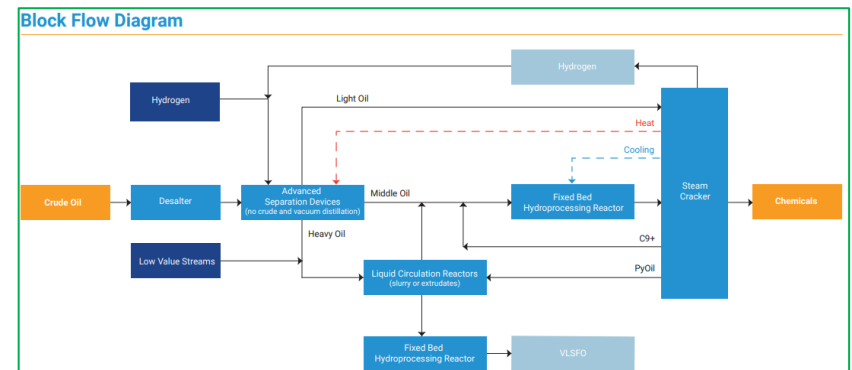 Block Flow Diagram
Hydrogen
Hydrogen
Light Oil
Heat
Cooling
Crude Oil
Desalter
Advanced
Separation Devices
(no crude and vacuum distillation)
Middle Oil
Fixed Bed
Hydroprocessing Reactor
Steam
Cracker
Chemicals
Heavy Oil
C9+
Low Value Streams
Liquid Circulation Reactors
(slurry or extrudates)
PyOil
Fixed Bed
Hydroprocessing Reactor
VLSFO